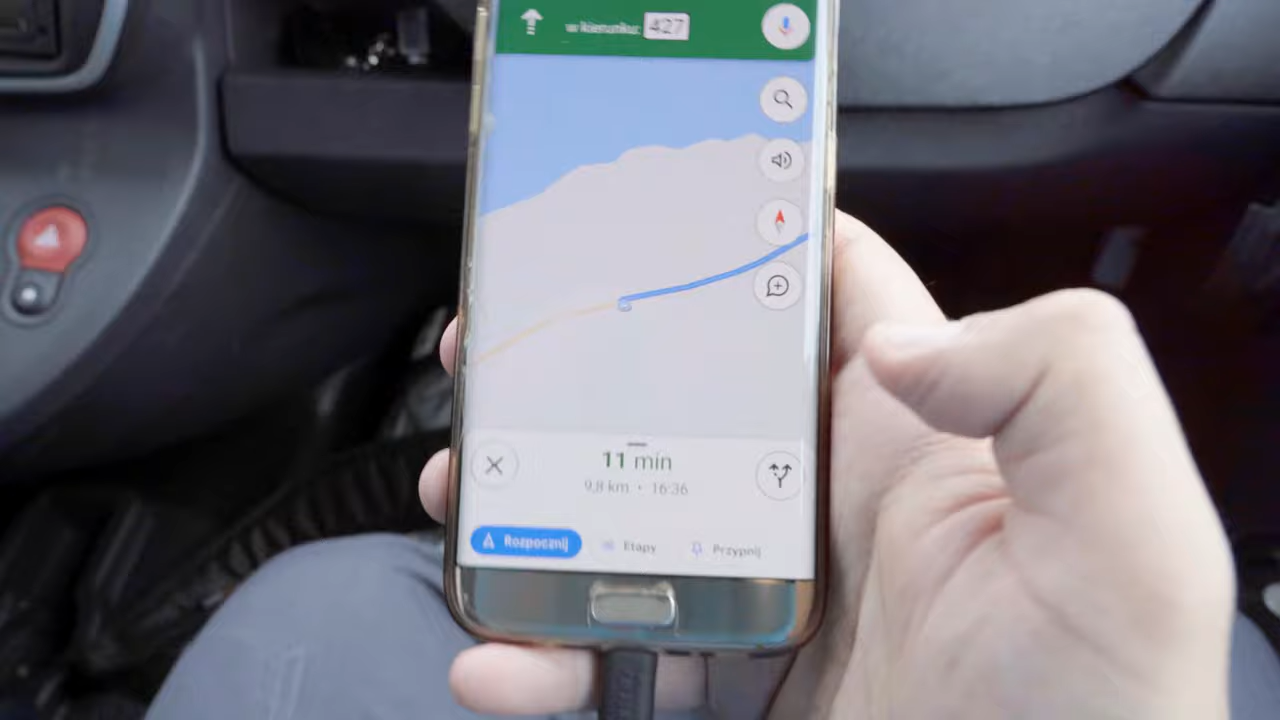 w kierunku: 427
11 min
9,8 km · 16:36
Rozpocznij
Etapy
Przypnij